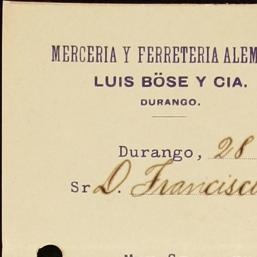 MERCERIA Y FERRETERIA ALEM
LUIS BÖSE Y CIA.
DURANGO.
Durango, 28
Sr D. Francisc